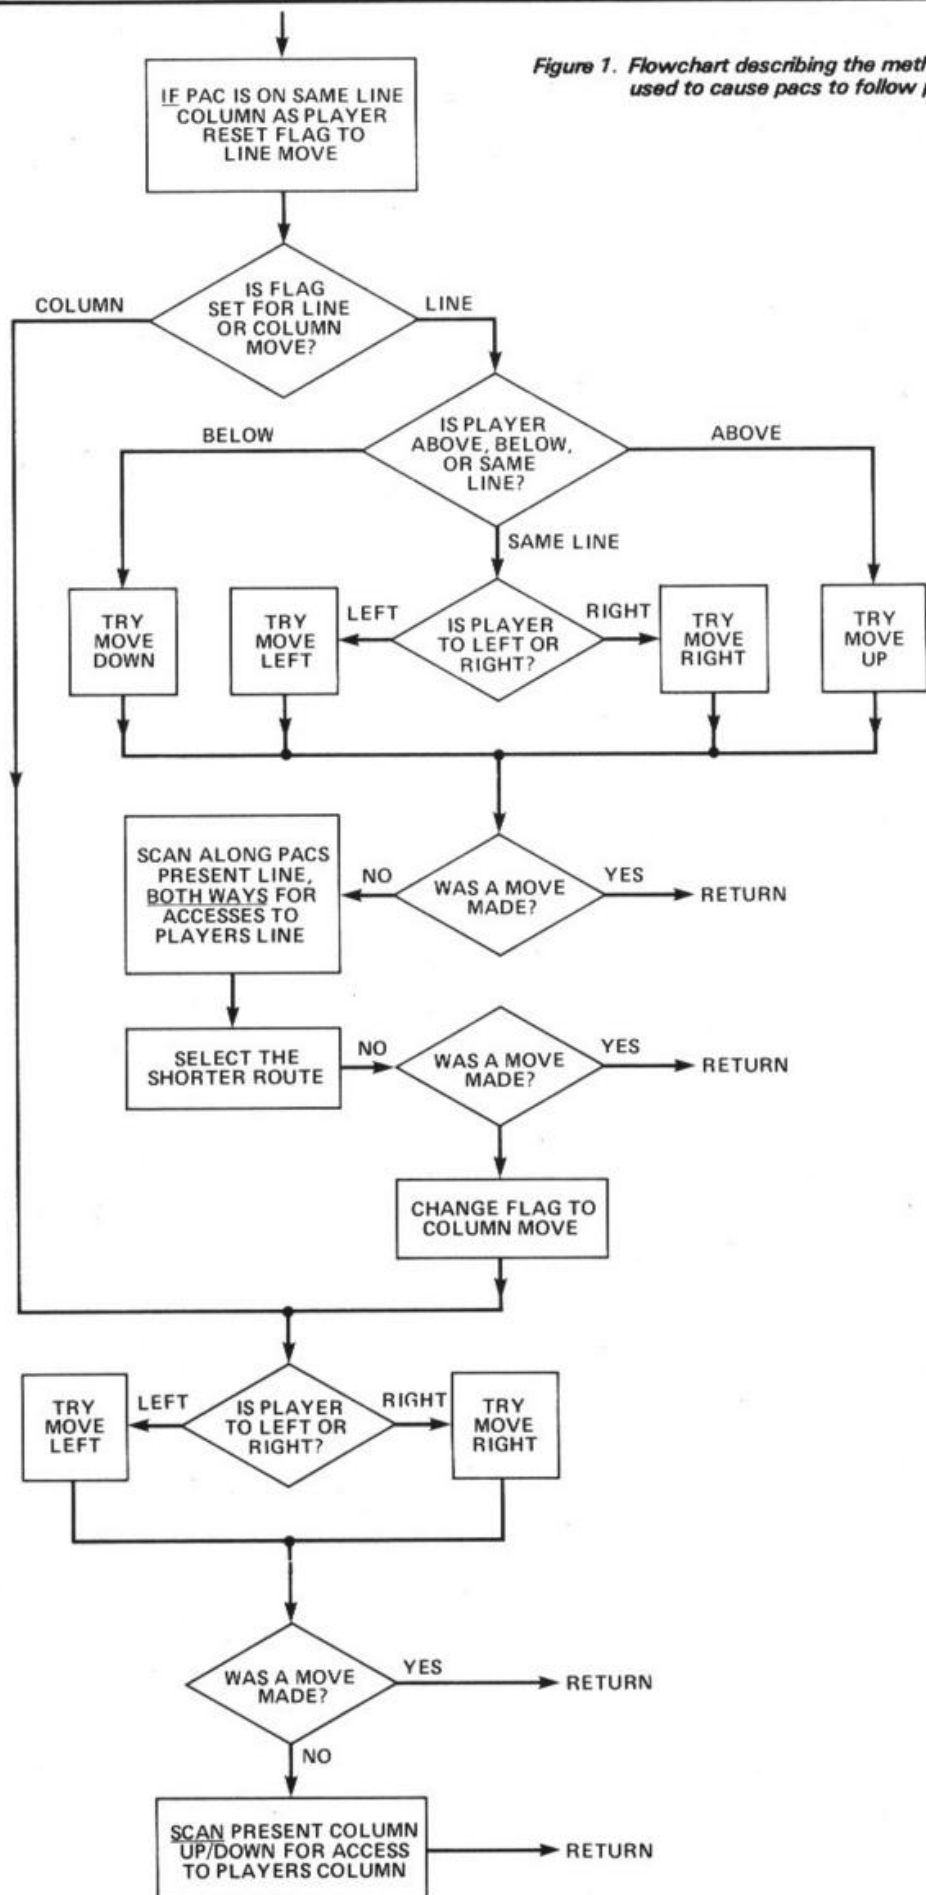 Figure 1. Flowchart describing the
used to cause pacs to follow
IF PAC IS ON SAME LINE
COLUMN AS PLAYER
RESET FLAG TO
LINE MOVE
IS FLAG
SET FOR LINE
OR COLUMN
MOVE?
COLUMN
LINE
IS PLAYER
ABOVE, BELOW,
OR SAME
LINE?
BELOW
ABOVE
SAME LINE
TRY
MOVE
DOWN
TRY
MOVE
LEFT
LEFT
IS PLAYER
TO LEFT OR
RIGHT?
RIGHT
TRY
MOVE
RIGHT
TRY
MOVE
UP
SCAN ALONG PACS
PRESENT LINE,
BOTH WAYS FOR
ACCESSES TO
PLAYERS LINE
NO
WAS A MOVE
MADE?
YES
RETURN
SELECT THE
SHORTER ROUTE
NO
WAS A MOVE
MADE?
YES
RETURN
CHANGE FLAG TO
COLUMN MOVE
TRY
MOVE
LEFT
LEFT
IS PLAYER
TO LEFT OR
RIGHT?
RIGHT
TRY
MOVE
RIGHT
WAS A MOVE
MADE?
YES
RETURN
NO
SCAN PRESENT COLUMN
UP/DOWN FOR ACCESS
TO PLAYERS COLUMN
RETURN